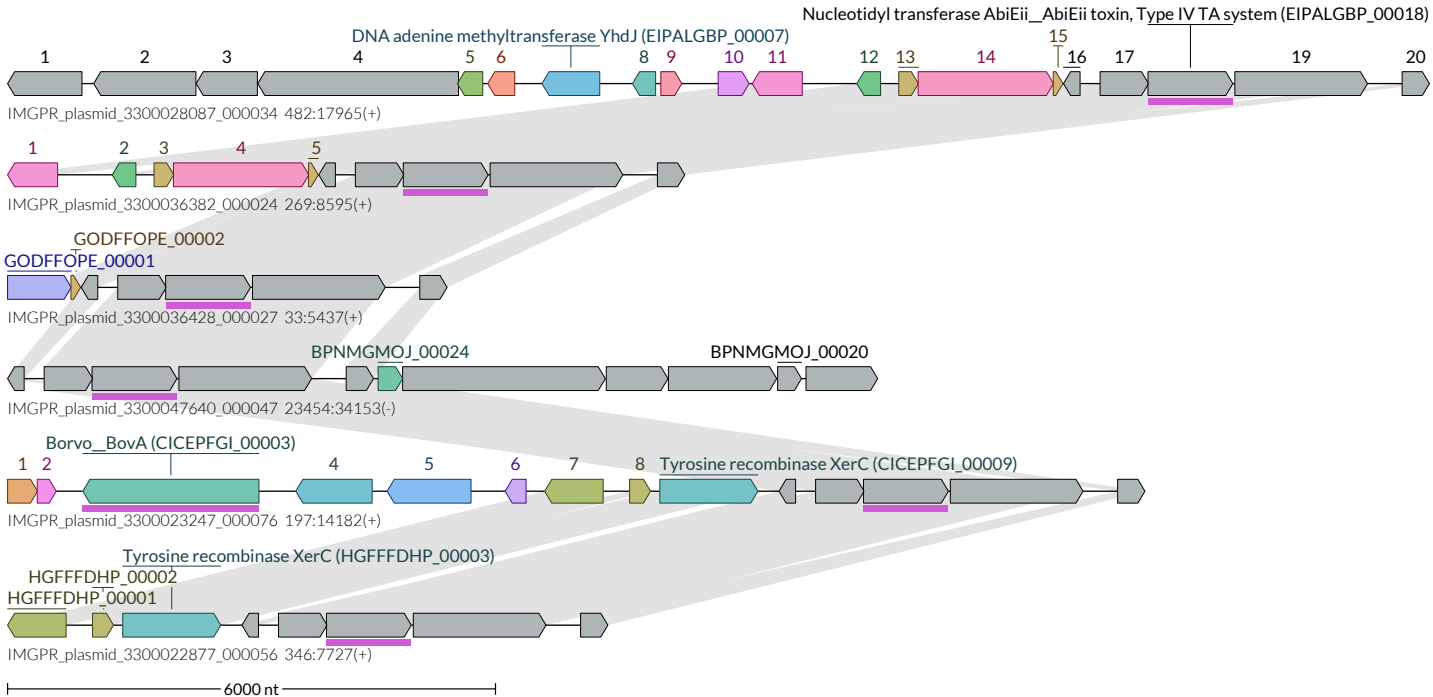 Nucleotidyl transferase AbiEii__AbiEii toxin, Type IV TA system (EIPALGBP_00018)
DNA adenine methyltransferase YhdJ (EIPALGBP_00007)
1 2 3 4 5 6 8 9 10 11 12 13 14 15 16 17 19 20
IMGPR_plasmid_3300028087_000034 482:17965(+)
1 2 3 4 5
IMGPR_plasmid_3300036382_000024 269:8595(+)
GODFFOPE_00002
GODFFOPE_00001
IMGPR_plasmid_3300036428_000027 33:5437(+)
BPNMGMOJ_00024 BPNMGMOJ_00020
IMGPR_plasmid_3300047640_000047 23454:34153(-)
Borvo__BovA (CICEPFGI_00003)
1 2 4 5 6 7 8 Tyrosine recombinase XerC (CICEPFGI_00009)
IMGPR_plasmid_3300023247_000076 197:14182(+)
Tyrosine recombinase XerC (HGFFFDHP_00003)
HGFFFDHP_00002
HGFFFDHP_00001
IMGPR_plasmid_3300022877_000056 346:7727(+)
6000 nt